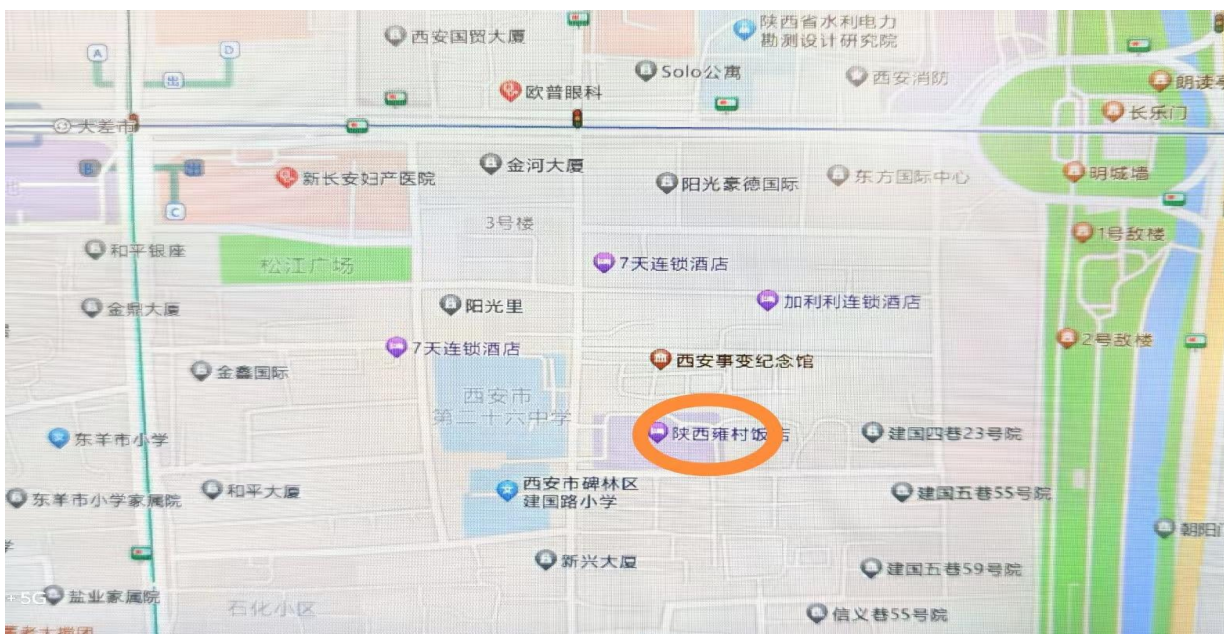 西安国贸大厦
陕西省水利电力
勘测设计研究院
A
D
出
Solo公寓
西安消防
欧普眼科
朗读亭
长乐门
大差市
B
出
C
新长安妇产医院
金河大厦
阳光豪德国际
东方国际中心
明城墙
3号楼
1号敌楼
和平银座
松江广场
7天连锁酒店
金鼎大厦
阳光里
加利利连锁酒店
7天连锁酒店
西安事变纪念馆
2号敌楼
金鑫国际
西安市
第二十六中学
东羊市小学
陕西雍村饭店
建国四巷23号院
东羊市小学家属院
和平大厦
西安市碑林区
建国路小学
建国五巷55号院
朝阳门
新兴大厦
建国五巷59号院
5G
盐业家属院
石化小区
信义巷55号院